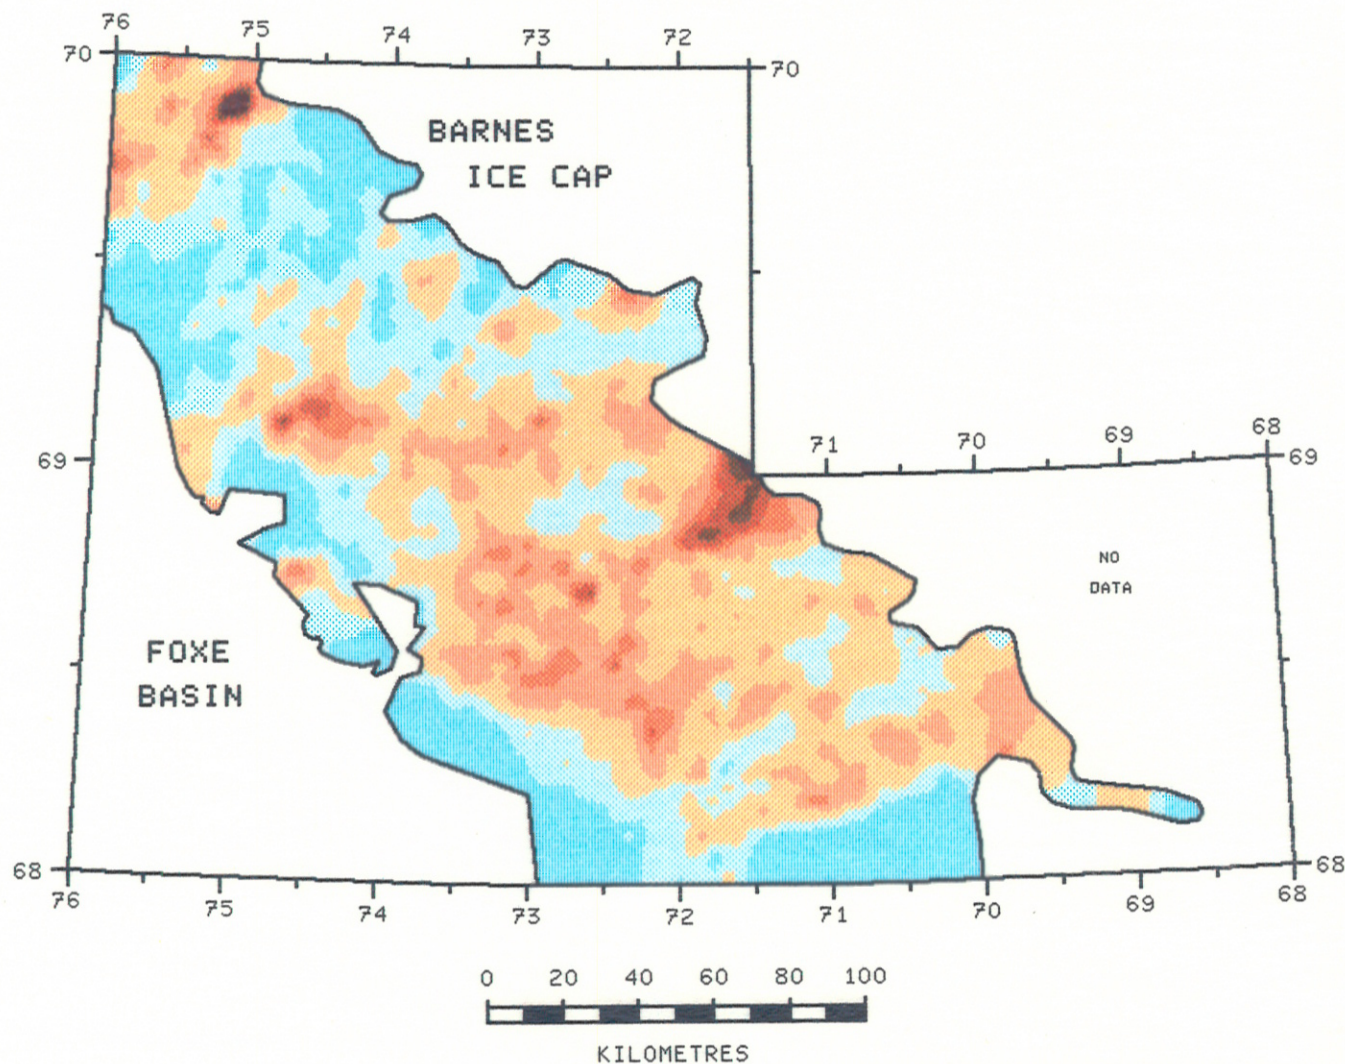 76 75 74 73 72
70 70
BARNES
ICE CAP
71 70 69 68
69 69
NO
DATA
FOXE
BASIN
68 68
76 75 74 73 72 71 70 69 68
0 20 40 60 80 100
KILOMETRES